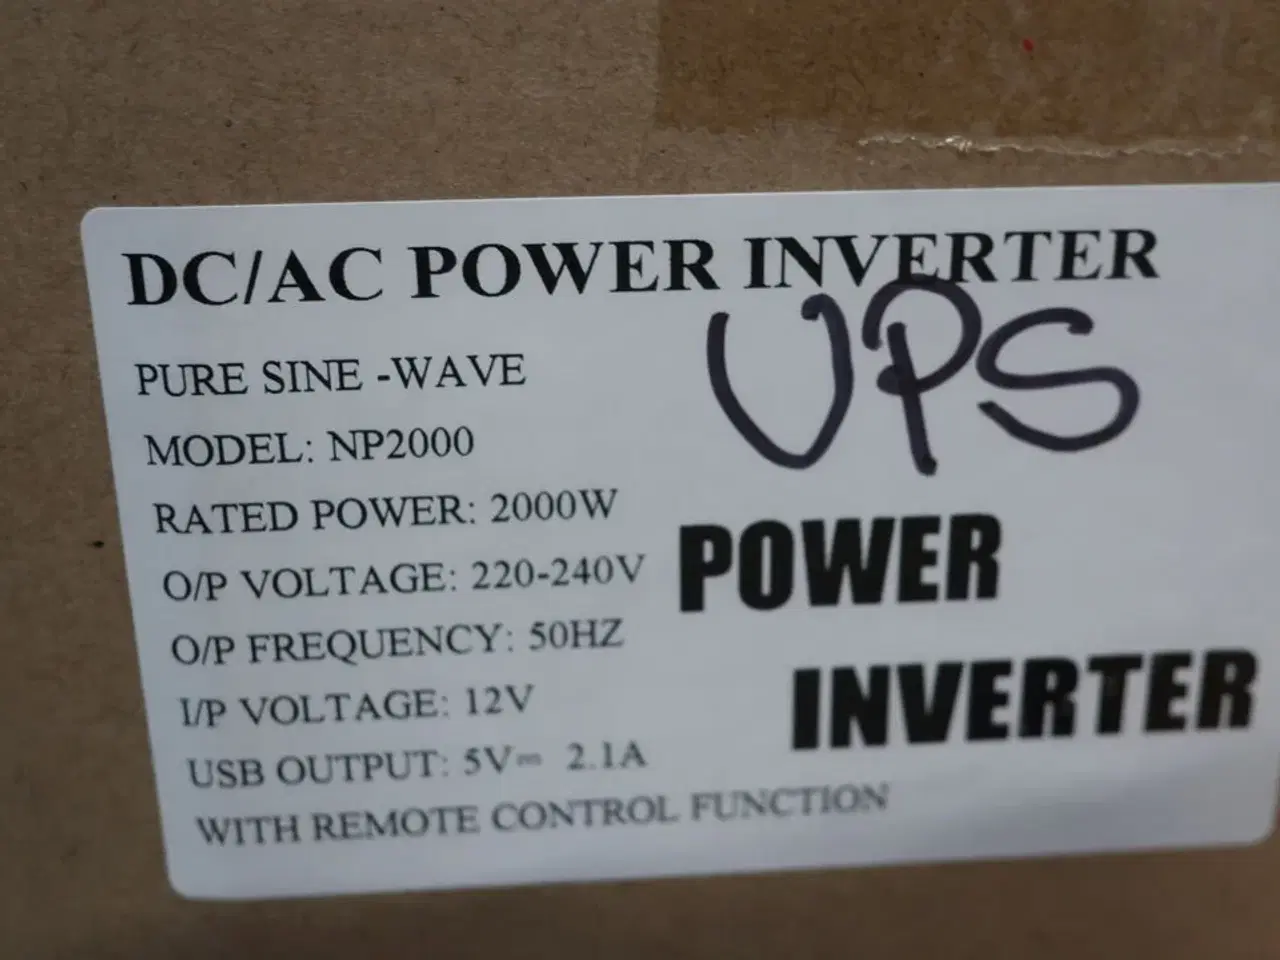 DC/AC POWER INVERTER
UPS
PURE SINE -WAVE
MODEL: NP2000
RATED POWER: 2000W
O/P VOLTAGE: 220-240V
O/P FREQUENCY: 50HZ
I/P VOLTAGE: 12V
USB OUTPUT: 5V⎓ 2.1A
WITH REMOTE CONTROL FUNCTION
POWER
INVERTER